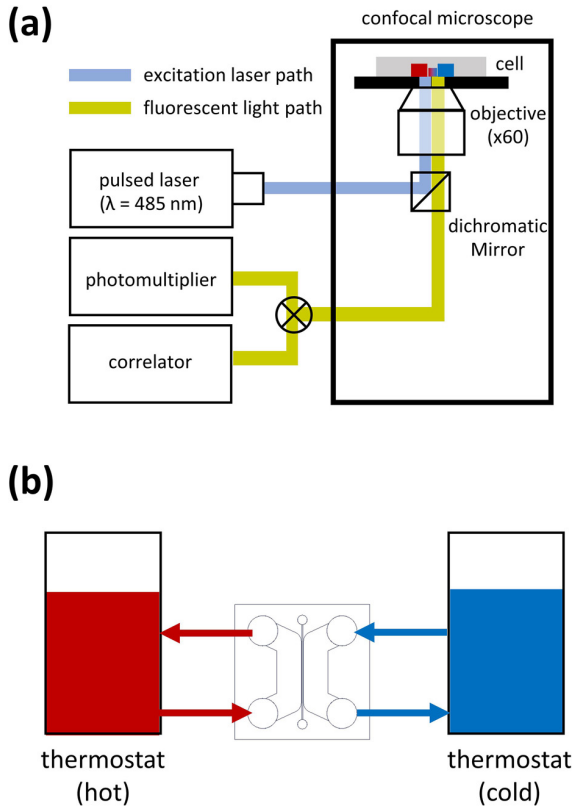 (a)
confocal microscope
excitation laser path
fluorescent light path
cell
objective
(x60)
pulsed laser
(λ = 485 nm)
dichromatic
Mirror
photomultiplier
correlator
(b)
thermostat
(hot)
thermostat
(cold)